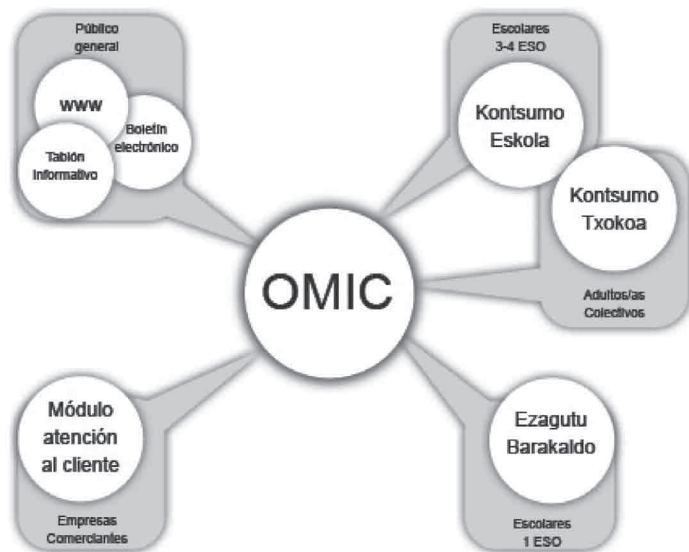 Público
general
www
Boletín
electrónico
Tablón
informativo
Escolares
3-4 ESO
Kontsumo
Eskola
Kontsumo
Txokoa
Adultos/as
Colectivos
OMIC
Módulo
atención
al cliente
Empresas
Comerciantes
Ezagutu
Barakaldo
Escolares
1 ESO